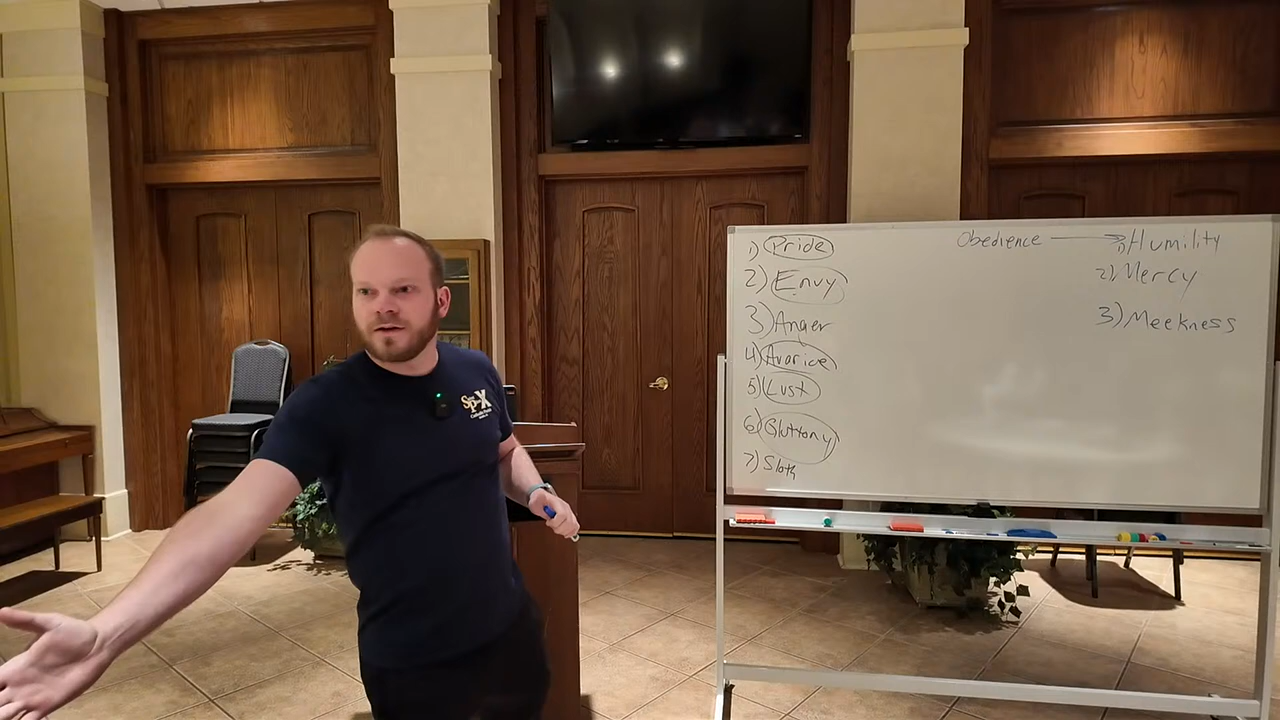 1) Pride
2) Envy
3) Anger
4) Avarice
5) Lust
6) Gluttony
7) Sloth
Obedience → 1) Humility
2) Mercy
3) Meekness
SPX